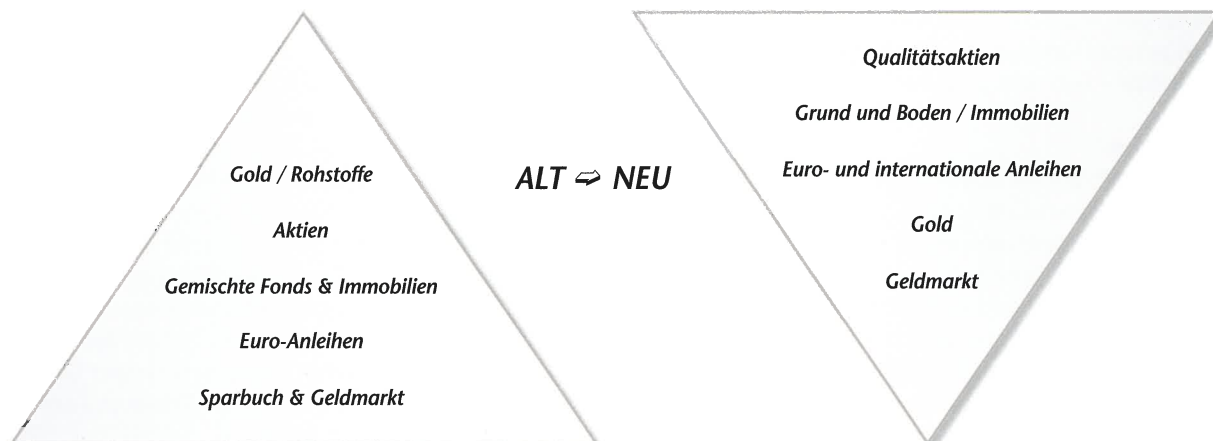 Gold / Rohstoffe
Aktien
Gemischte Fonds & Immobilien
Euro-Anleihen
Sparbuch & Geldmarkt
ALT ➩ NEU
Qualitätsaktien
Grund und Boden / Immobilien
Euro- und internationale Anleihen
Gold
Geldmarkt